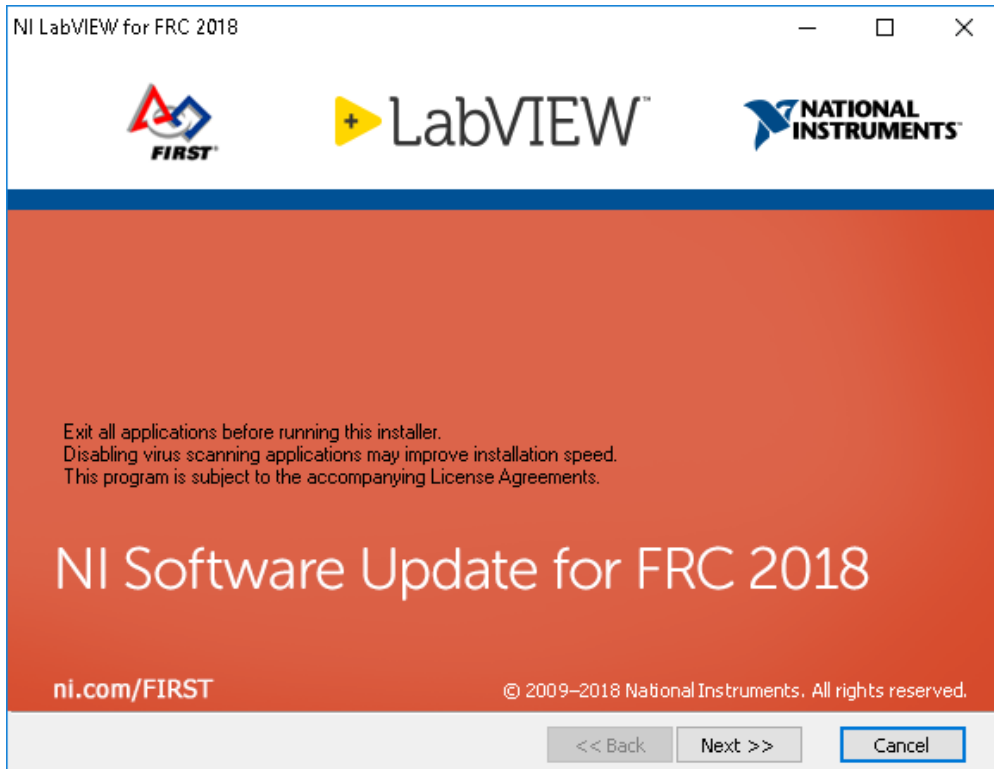 NI LabVIEW for FRC 2018
FIRST®
LabVIEW™
NATIONAL
INSTRUMENTS™
Exit all applications before running this installer.
Disabling virus scanning applications may improve installation speed.
This program is subject to the accompanying License Agreements.
NI Software Update for FRC 2018
ni.com/FIRST
© 2009–2018 National Instruments. All rights reserved.
<< Back
Next >>
Cancel